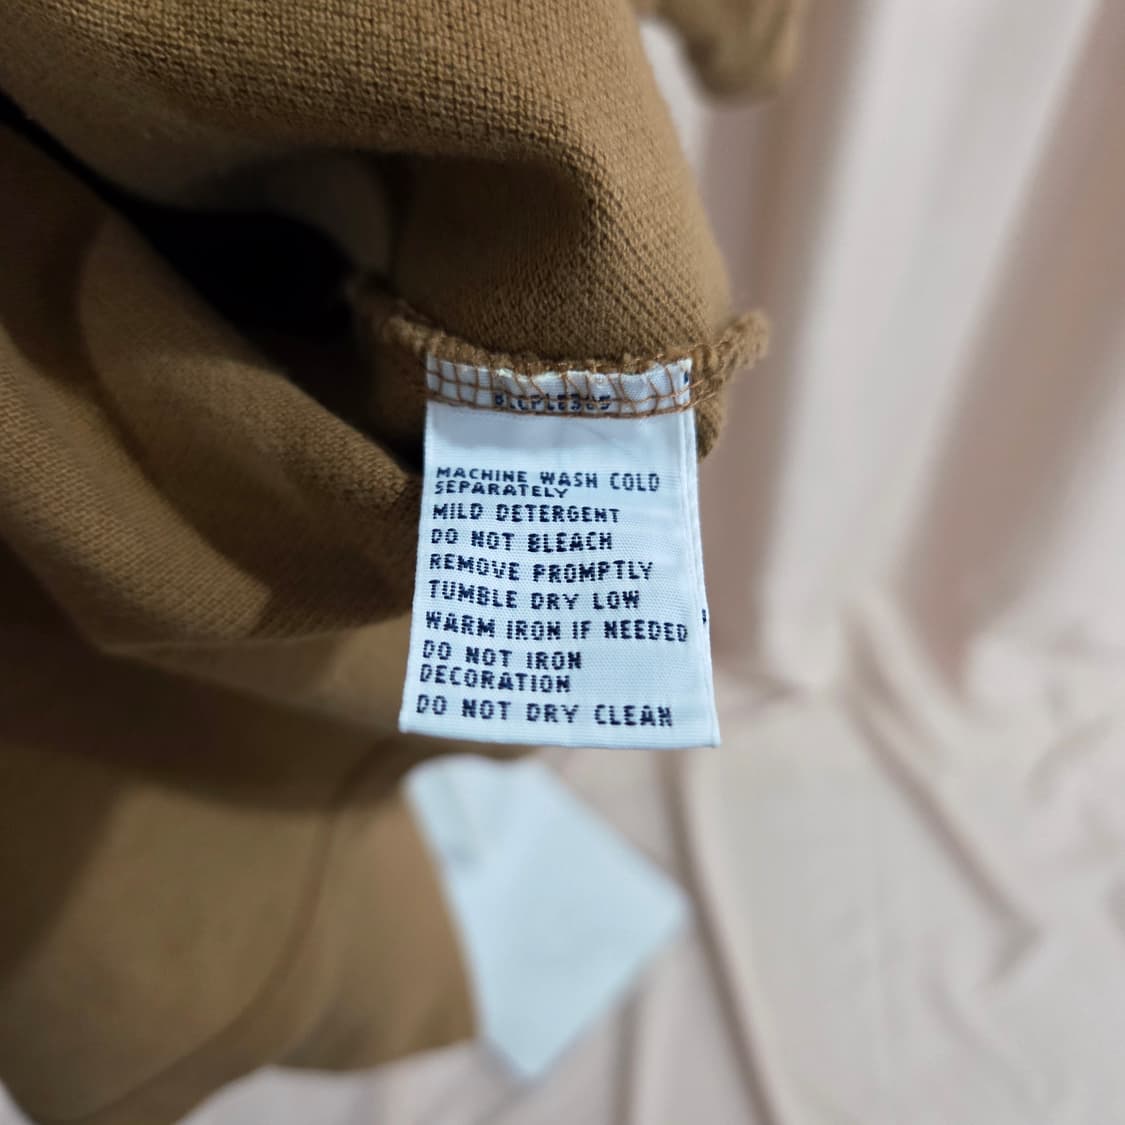 MACHINE WASH COLD
SEPARATELY
MILD DETERGENT
DO NOT BLEACH
REMOVE PROMPTLY
TUMBLE DRY LOW
WARM IRON IF NEEDED
DO NOT IRON
DECORATION
DO NOT DRY CLEAN